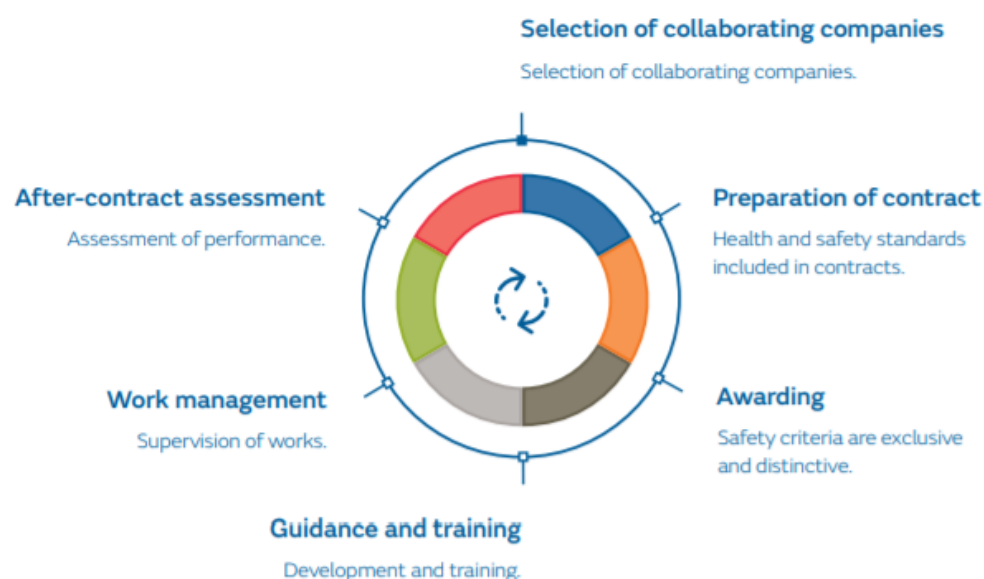 Selection of collaborating companies
Selection of collaborating companies.
Preparation of contract
Health and safety standards
included in contracts.
Awarding
Safety criteria are exclusive
and distinctive.
Guidance and training
Development and training.
Work management
Supervision of works.
After-contract assessment
Assessment of performance.